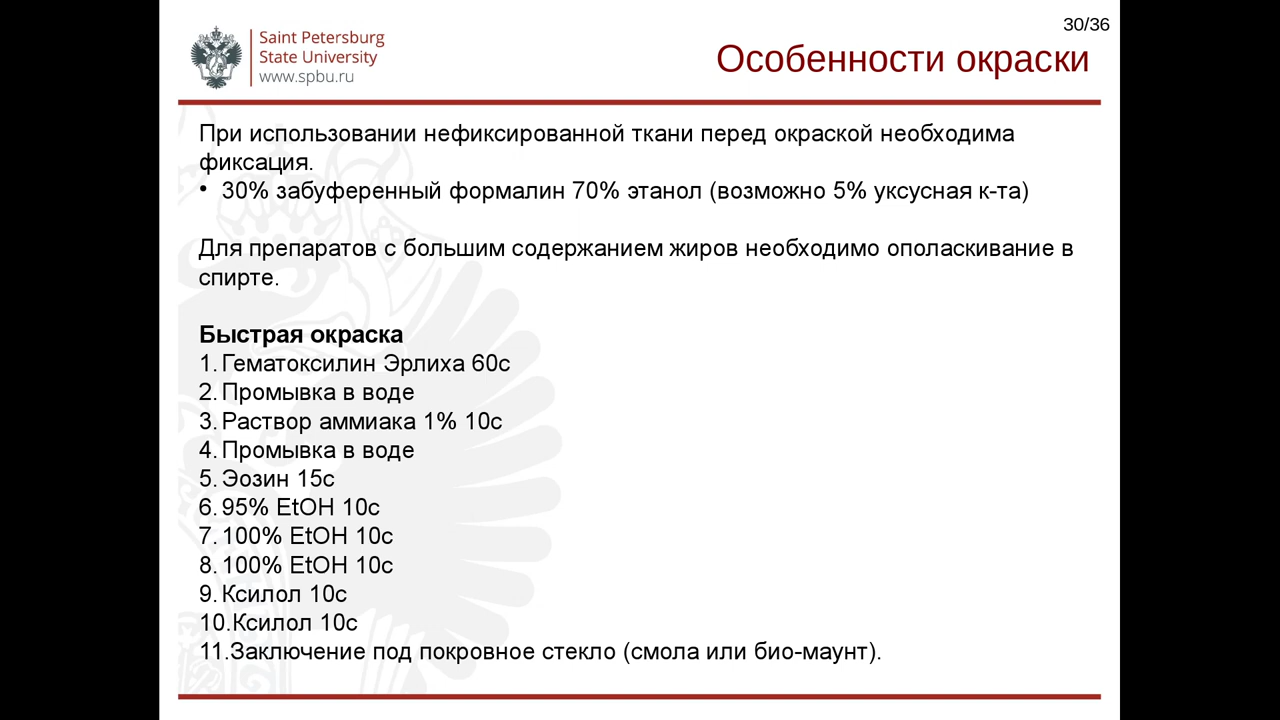 30/36
Saint Petersburg
State University
www.spbu.ru
Особенности окраски
При использовании нефиксированной ткани перед окраской необходима
фиксация.
• 30% забуференный формалин 70% этанол (возможно 5% уксусная к-та)
Для препаратов с большим содержанием жиров необходимо ополаскивание в
спирте.
Быстрая окраска
1. Гематоксилин Эрлиха 60с
2. Промывка в воде
3. Раствор аммиака 1% 10с
4. Промывка в воде
5. Эозин 15с
6. 95% EtOH 10с
7. 100% EtOH 10с
8. 100% EtOH 10с
9. Ксилол 10с
10.Ксилол 10с
11.Заключение под покровное стекло (смола или био-маунт).